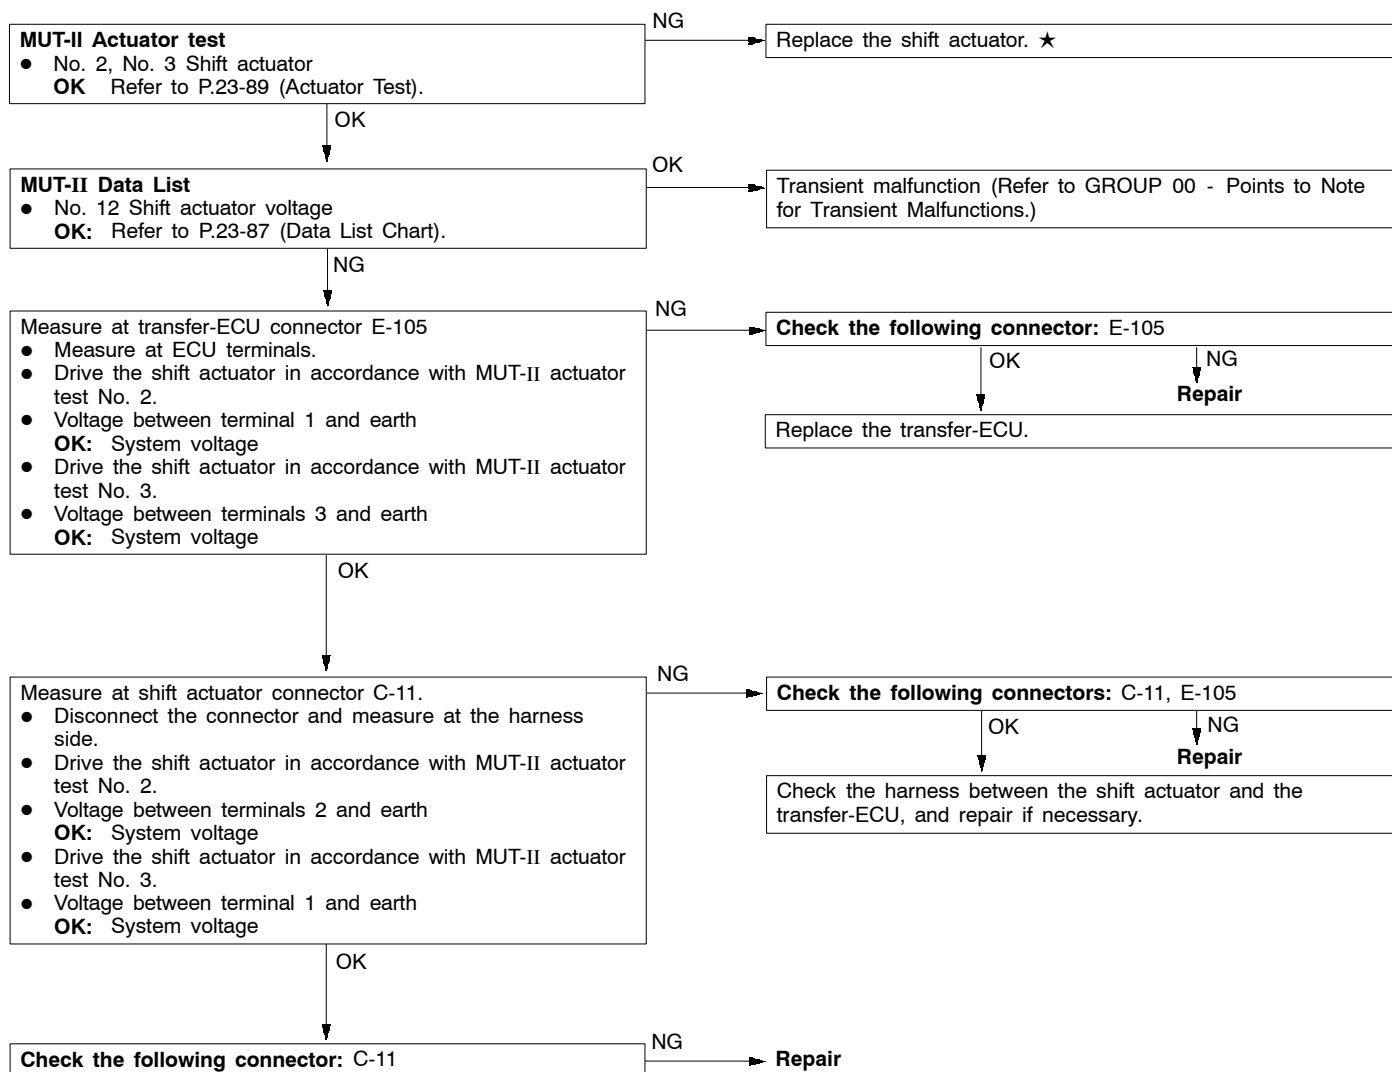 MUT-II Actuator test
● No. 2, No. 3 Shift actuator
OK Refer to P.23-89 (Actuator Test).
NG
Replace the shift actuator. ★
OK
MUT-II Data List
● No. 12 Shift actuator voltage
OK: Refer to P.23-87 (Data List Chart).
OK
Transient malfunction (Refer to GROUP 00 - Points to Note
for Transient Malfunctions.)
NG
Measure at transfer-ECU connector E-105
● Measure at ECU terminals.
● Drive the shift actuator in accordance with MUT-II actuator
test No. 2.
● Voltage between terminal 1 and earth
OK: System voltage
● Drive the shift actuator in accordance with MUT-II actuator
test No. 3.
● Voltage between terminals 3 and earth
OK: System voltage
NG
Check the following connector: E-105
OK
NG
Repair
Replace the transfer-ECU.
OK
Measure at shift actuator connector C-11.
● Disconnect the connector and measure at the harness
side.
● Drive the shift actuator in accordance with MUT-II actuator
test No. 2.
● Voltage between terminals 2 and earth
OK: System voltage
● Drive the shift actuator in accordance with MUT-II actuator
test No. 3.
● Voltage between terminal 1 and earth
OK: System voltage
NG
Check the following connectors: C-11, E-105
OK
NG
Repair
Check the harness between the shift actuator and the
transfer-ECU, and repair if necessary.
OK
Check the following connector: C-11
NG
Repair